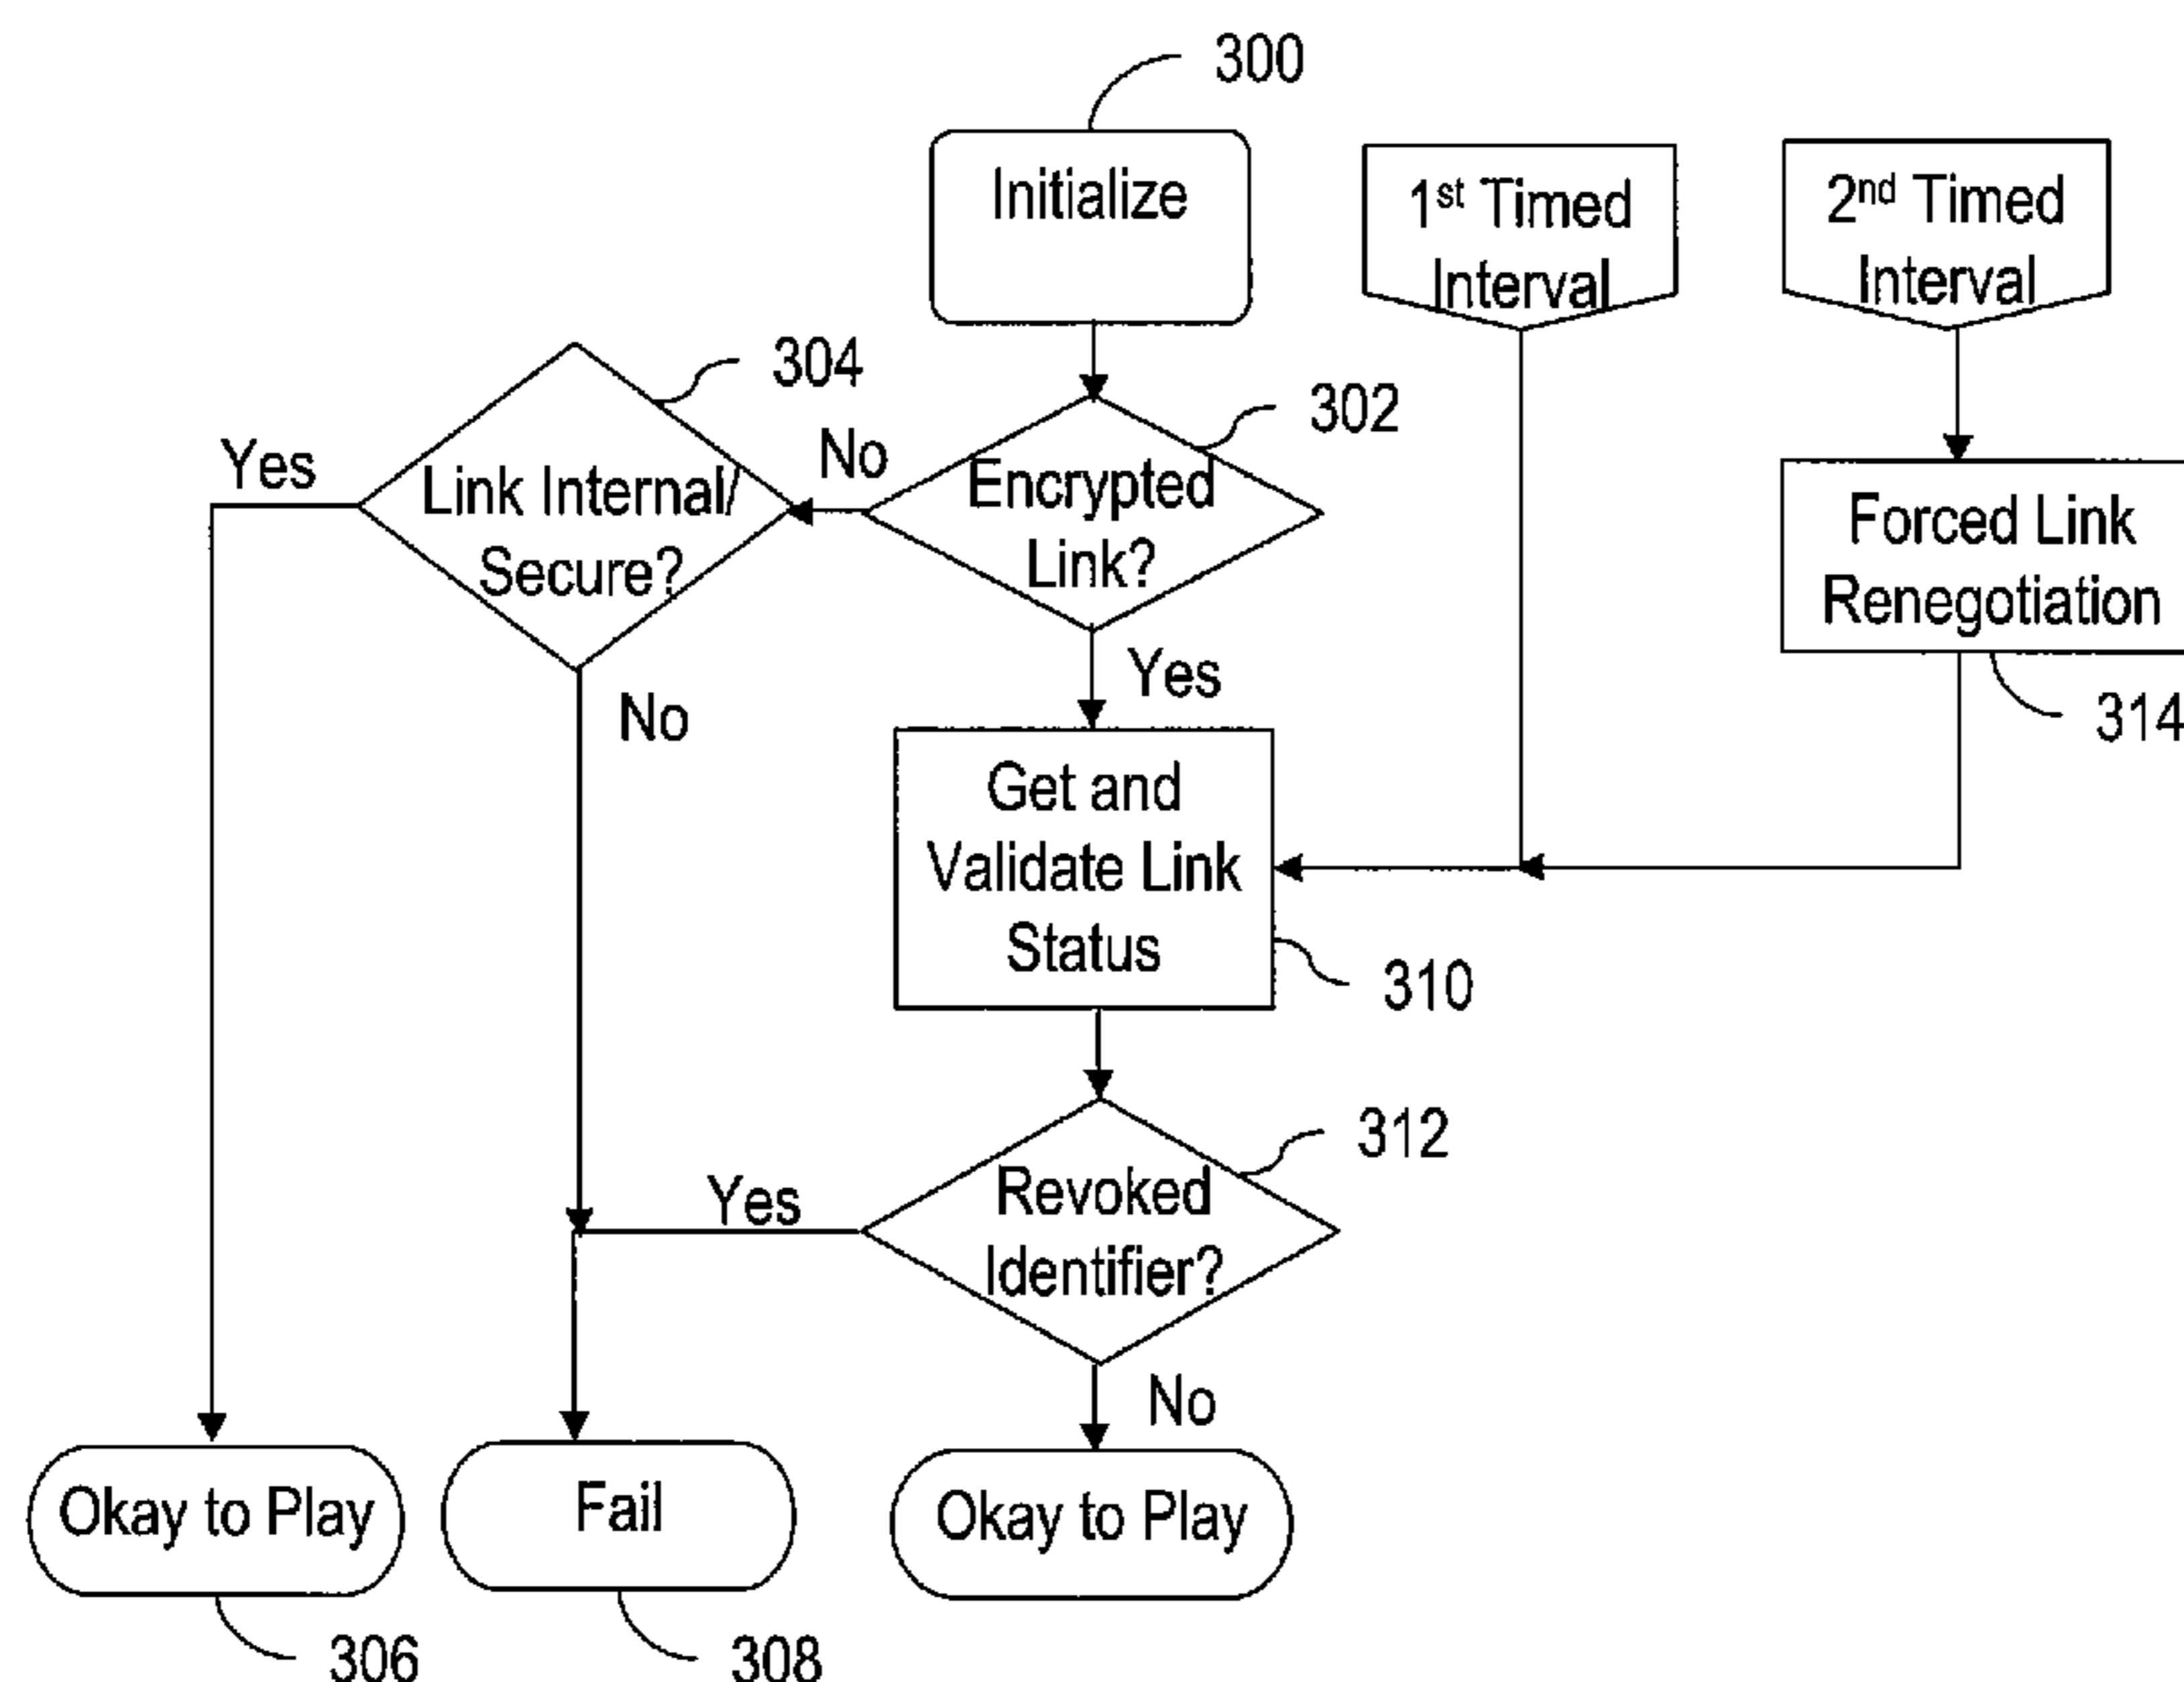 300
Initialize
1st Timed
Interval
2nd Timed
Interval
304
302
Yes
Link Internal/
Secure?
No
Encrypted
Link?
Forced Link
Renegotiation
No
Yes
314
Get and
Validate Link
Status
310
312
Yes
Revoked
Identifier?
No
Okay to Play
Fail
Okay to Play
306
308